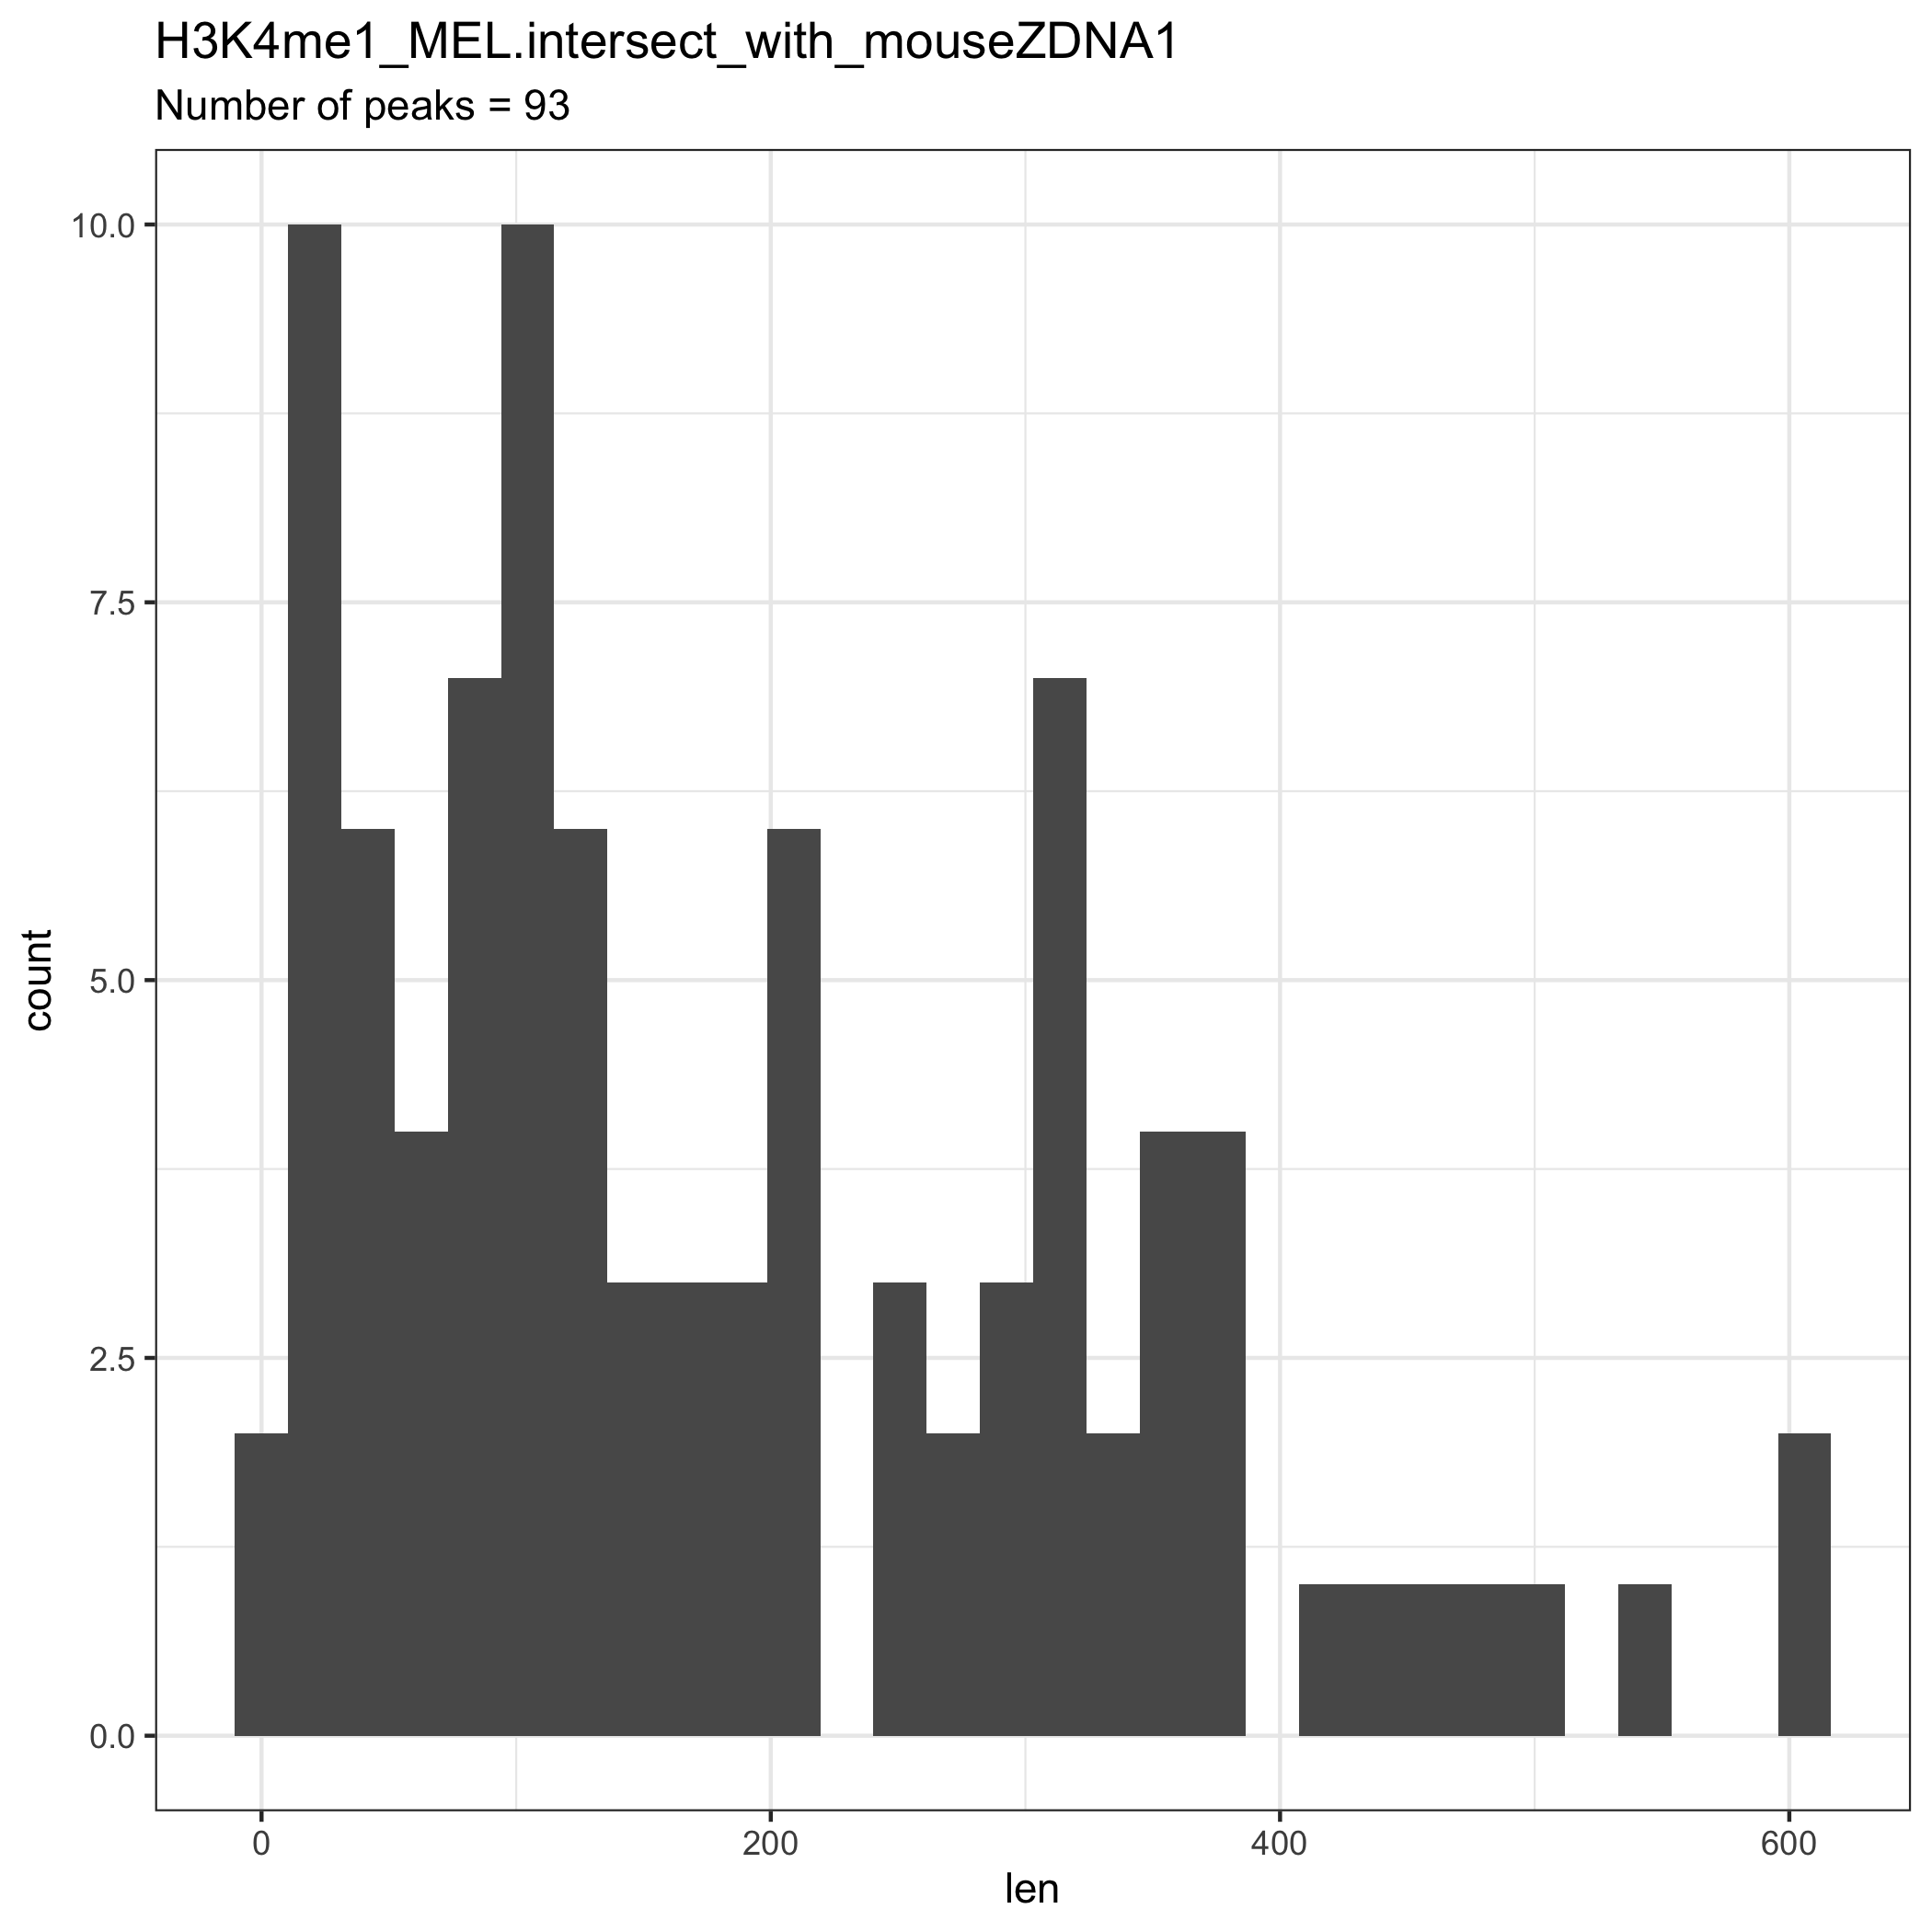 H3K4me1_MEL.intersect_with_mouseZDNA1
Number of peaks = 93
10.0
7.5
5.0
2.5
0.0
count
0 200 400 600
len